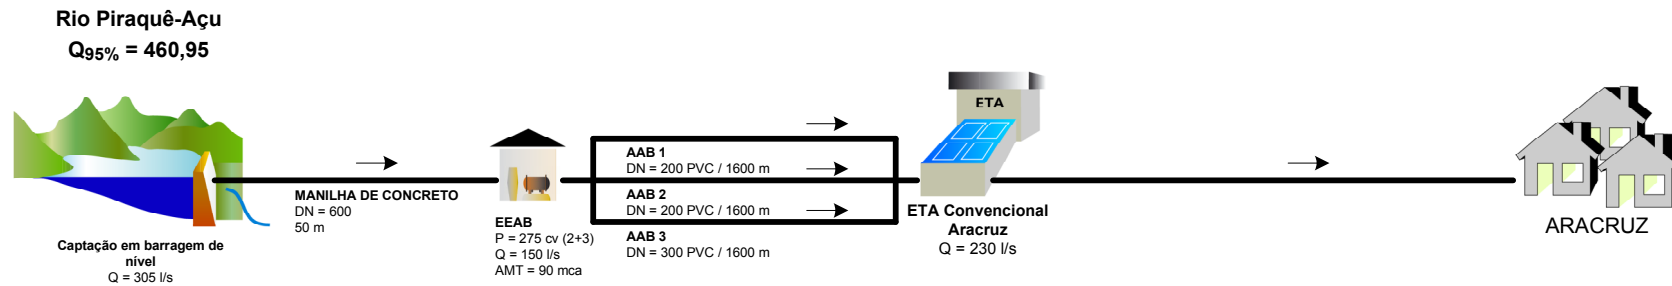 Rio Piraquê-Açu
Q95% = 460,95
Captação em barragem de
nível
Q = 305 l/s
MANILHA DE CONCRETO
DN = 600
50 m
EEAB
P = 275 cv (2+3)
Q = 150 l/s
AMT = 90 mca
AAB 1
DN = 200 PVC / 1600 m
AAB 2
DN = 200 PVC / 1600 m
AAB 3
DN = 300 PVC / 1600 m
ETA
ETA Convencional
Aracruz
Q = 230 l/s
ARACRUZ